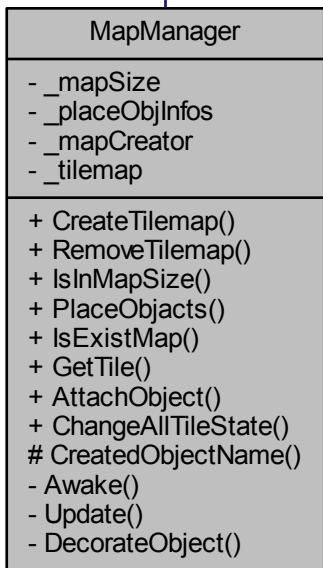 MapManager
- _mapSize
- _placeObjInfos
- _mapCreator
- _tilemap
+ CreateTilemap()
+ RemoveTilemap()
+ IsInMapSize()
+ PlaceObjacts()
+ IsExistMap()
+ GetTile()
+ AttachObject()
+ ChangeAllTileState()
# CreatedObjectName()
- Awake()
- Update()
- DecorateObject()